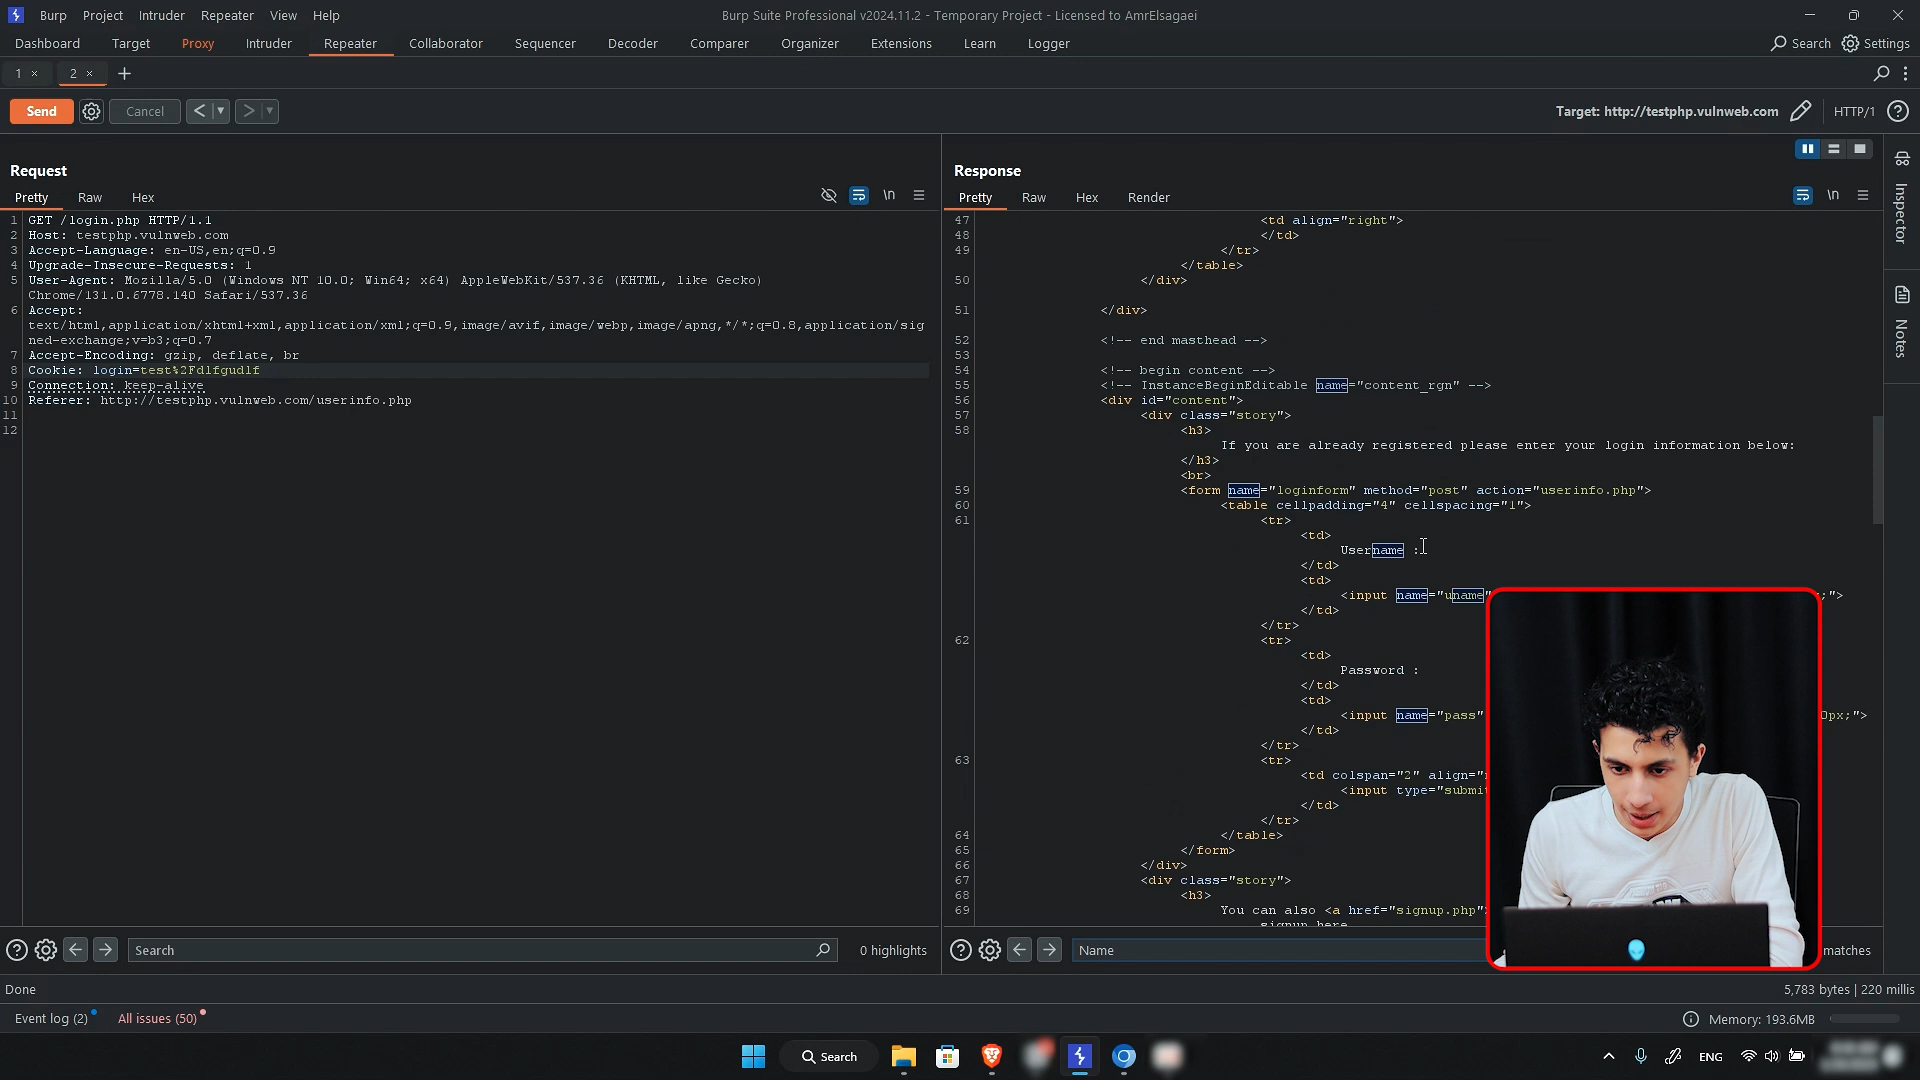 Burp Project Intruder Repeater View Help
Burp Suite Professional v2024.11.2 - Temporary Project - Licensed to AmrElsagaei
Dashboard Target Proxy Intruder Repeater Collaborator Sequencer Decoder Comparer Organizer Extensions Learn Logger
Search Settings
1 × 2 × +
Send Cancel < >
Target: http://testphp.vulnweb.com HTTP/1 ?
Request
Pretty Raw Hex \n
1 GET /login.php HTTP/1.1
2 Host: testphp.vulnweb.com
3 Accept-Language: en-US,en;q=0.9
4 Upgrade-Insecure-Requests: 1
5 User-Agent: Mozilla/5.0 (Windows NT 10.0; Win64; x64) AppleWebKit/537.36 (KHTML, like Gecko)
Chrome/131.0.6778.140 Safari/537.36
6 Accept:
text/html,application/xhtml+xml,application/xml;q=0.9,image/avif,image/webp,image/apng,*/*;q=0.8,application/sig
ned-exchange;v=b3;q=0.7
7 Accept-Encoding: gzip, deflate, br
8 Cookie: login=test%2Fdlfgudlf
9 Connection: keep-alive
10 Referer: http://testphp.vulnweb.com/userinfo.php
11
12
Search
0 highlights
Response
Pretty Raw Hex Render \n
47 <td align="right">
48 </td>
49 </tr>
</table>
50 </div>
51 </div>
52 <!-- end masthead -->
53
54 <!-- begin content -->
55 <!-- InstanceBeginEditable name="content_rgn" -->
56 <div id="content">
57 <div class="story">
58 <h3>
If you are already registered please enter your login information below:
</h3>
<br>
59 <form name="loginform" method="post" action="userinfo.php">
60 <table cellpadding="4" cellspacing="1">
61 <tr>
<td>
Username :
</td>
<td>
<input name="uname" ;">
</td>
</tr>
62 <tr>
<td>
Password :
</td>
<td>
<input name="pass" 0px;">
</td>
</tr>
63 <tr>
<td colspan="2" align="
<input type="submi
</td>
</tr>
64 </table>
65 </form>
66 </div>
67 <div class="story">
68 <h3>
69 You can also <a href="signup.php"
signup here
Name
matches
Inspector
Notes
Done
5,783 bytes | 220 millis
Event log (2) All issues (50)
Memory: 193.6MB
Search
ENG